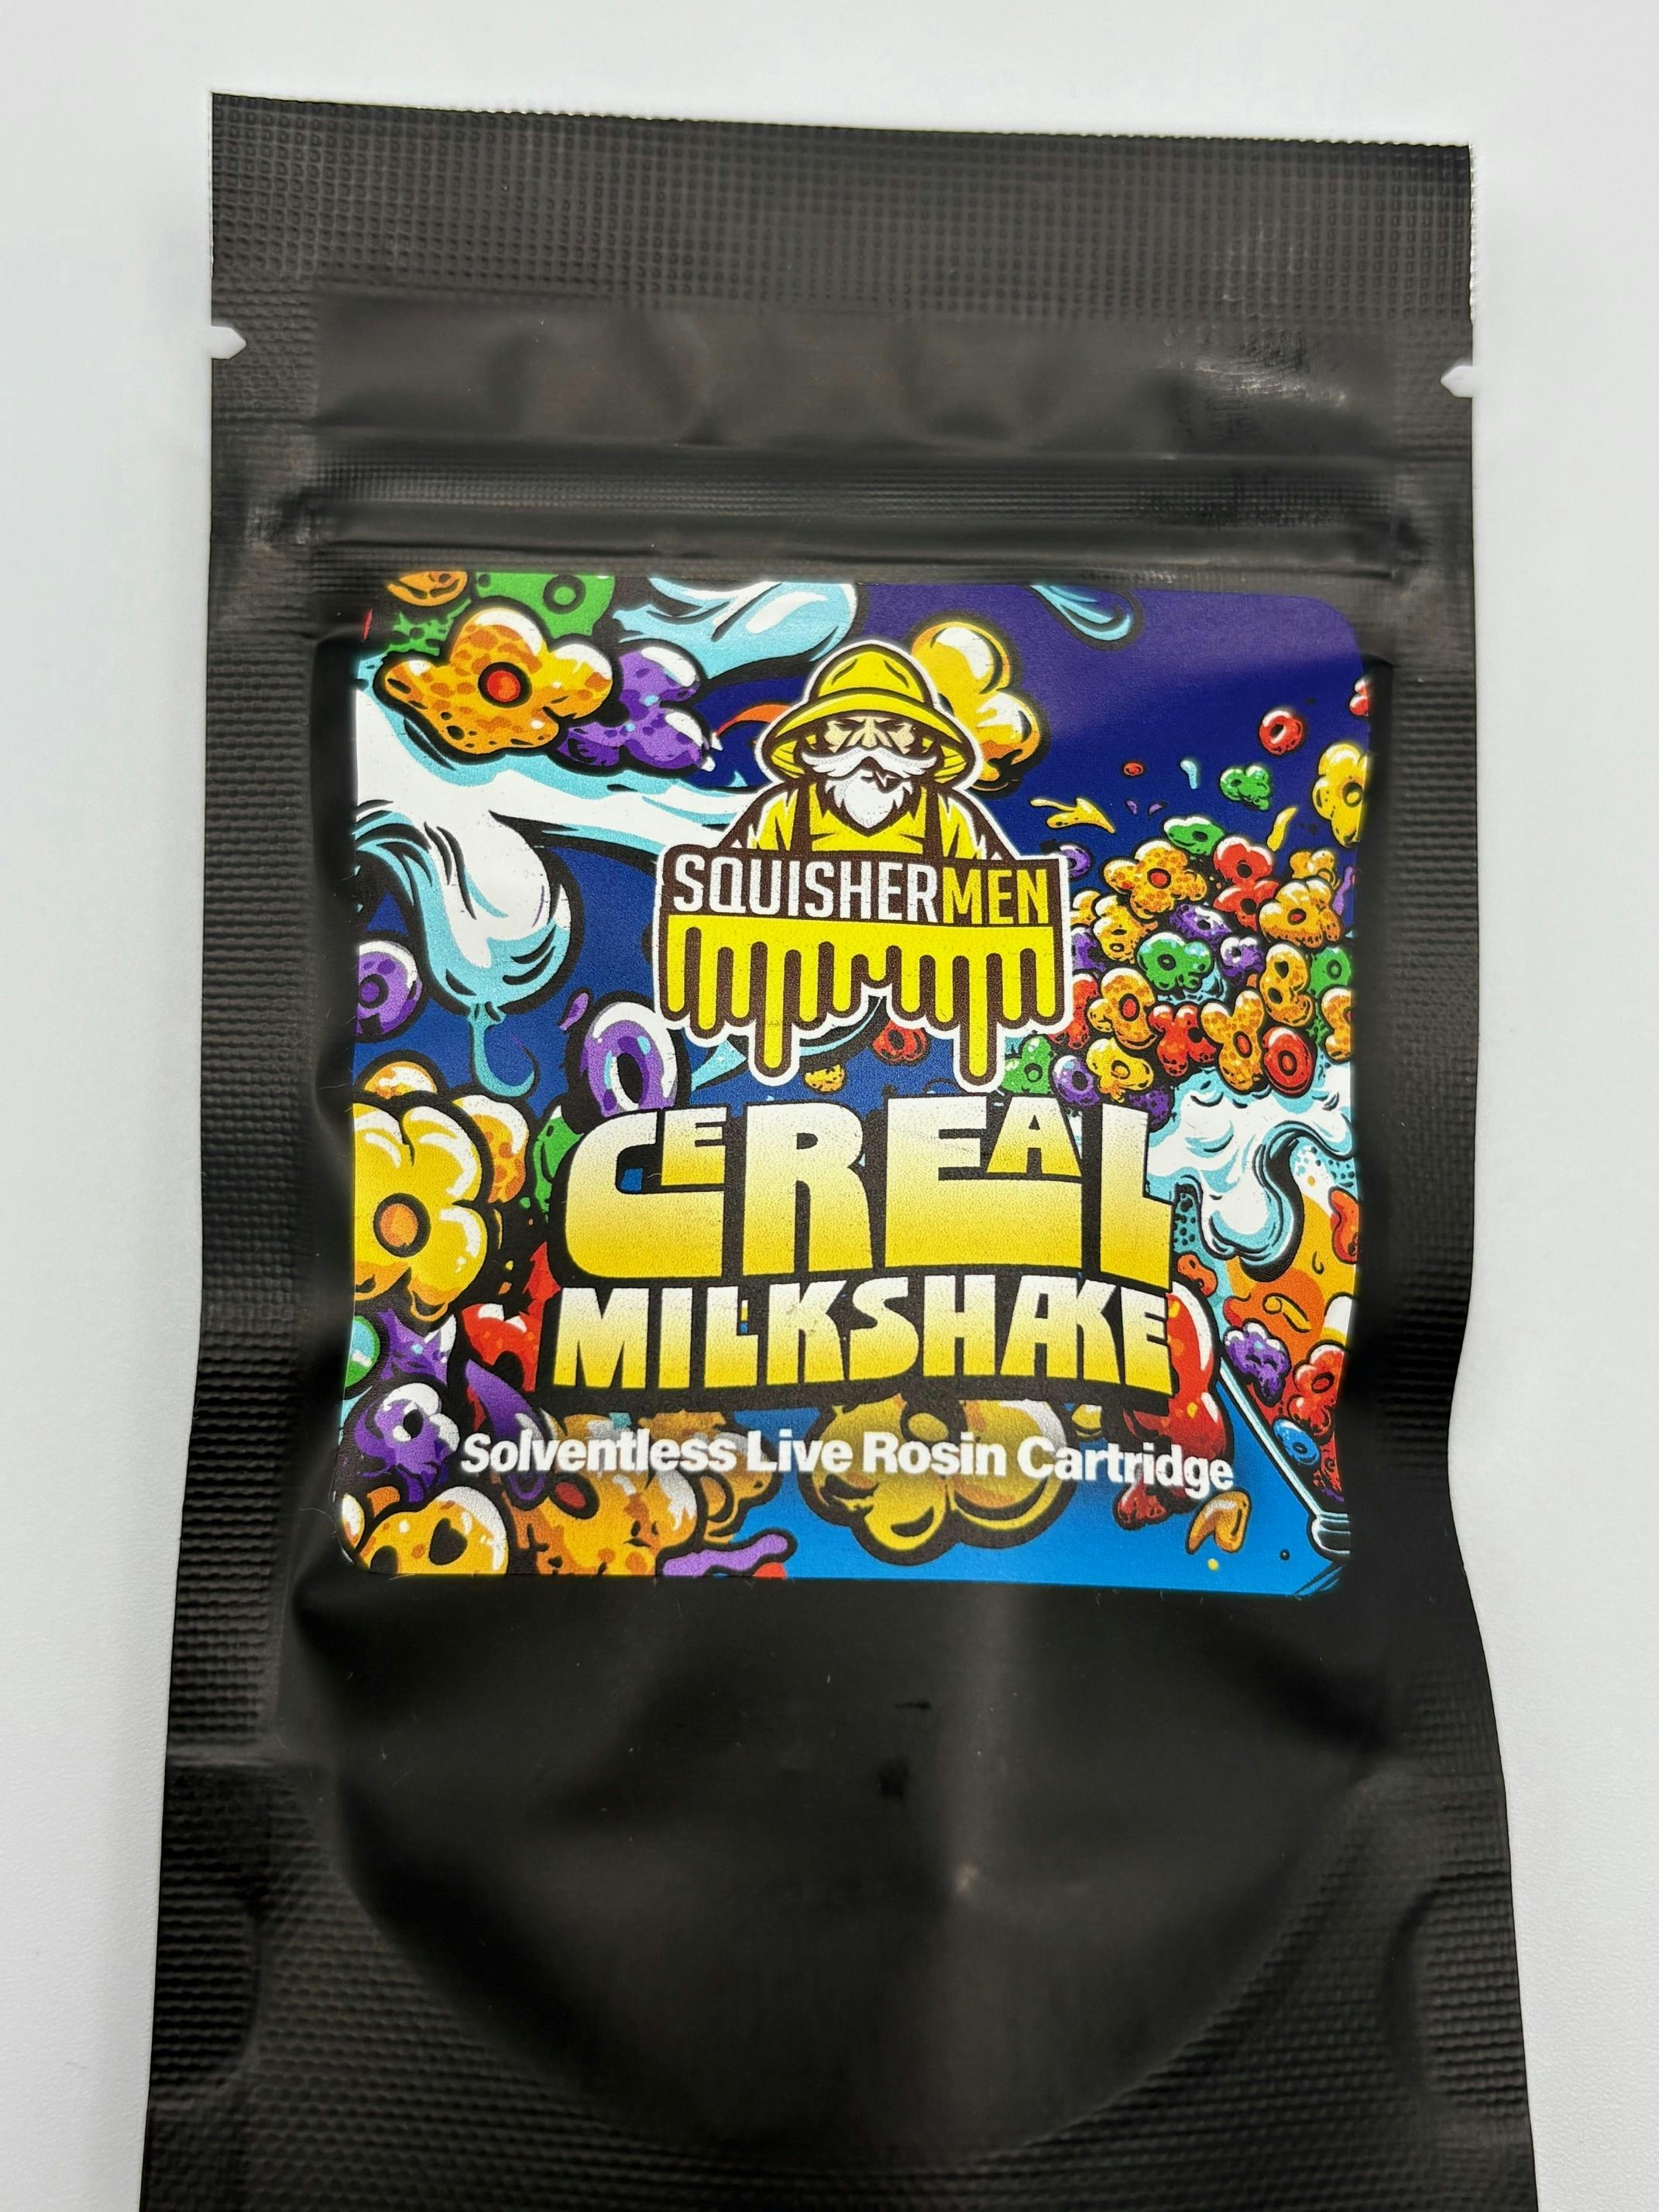 SQUISHERMEN
CEREAL
MILKSHAKE
Solventless Live Rosin Cartridge